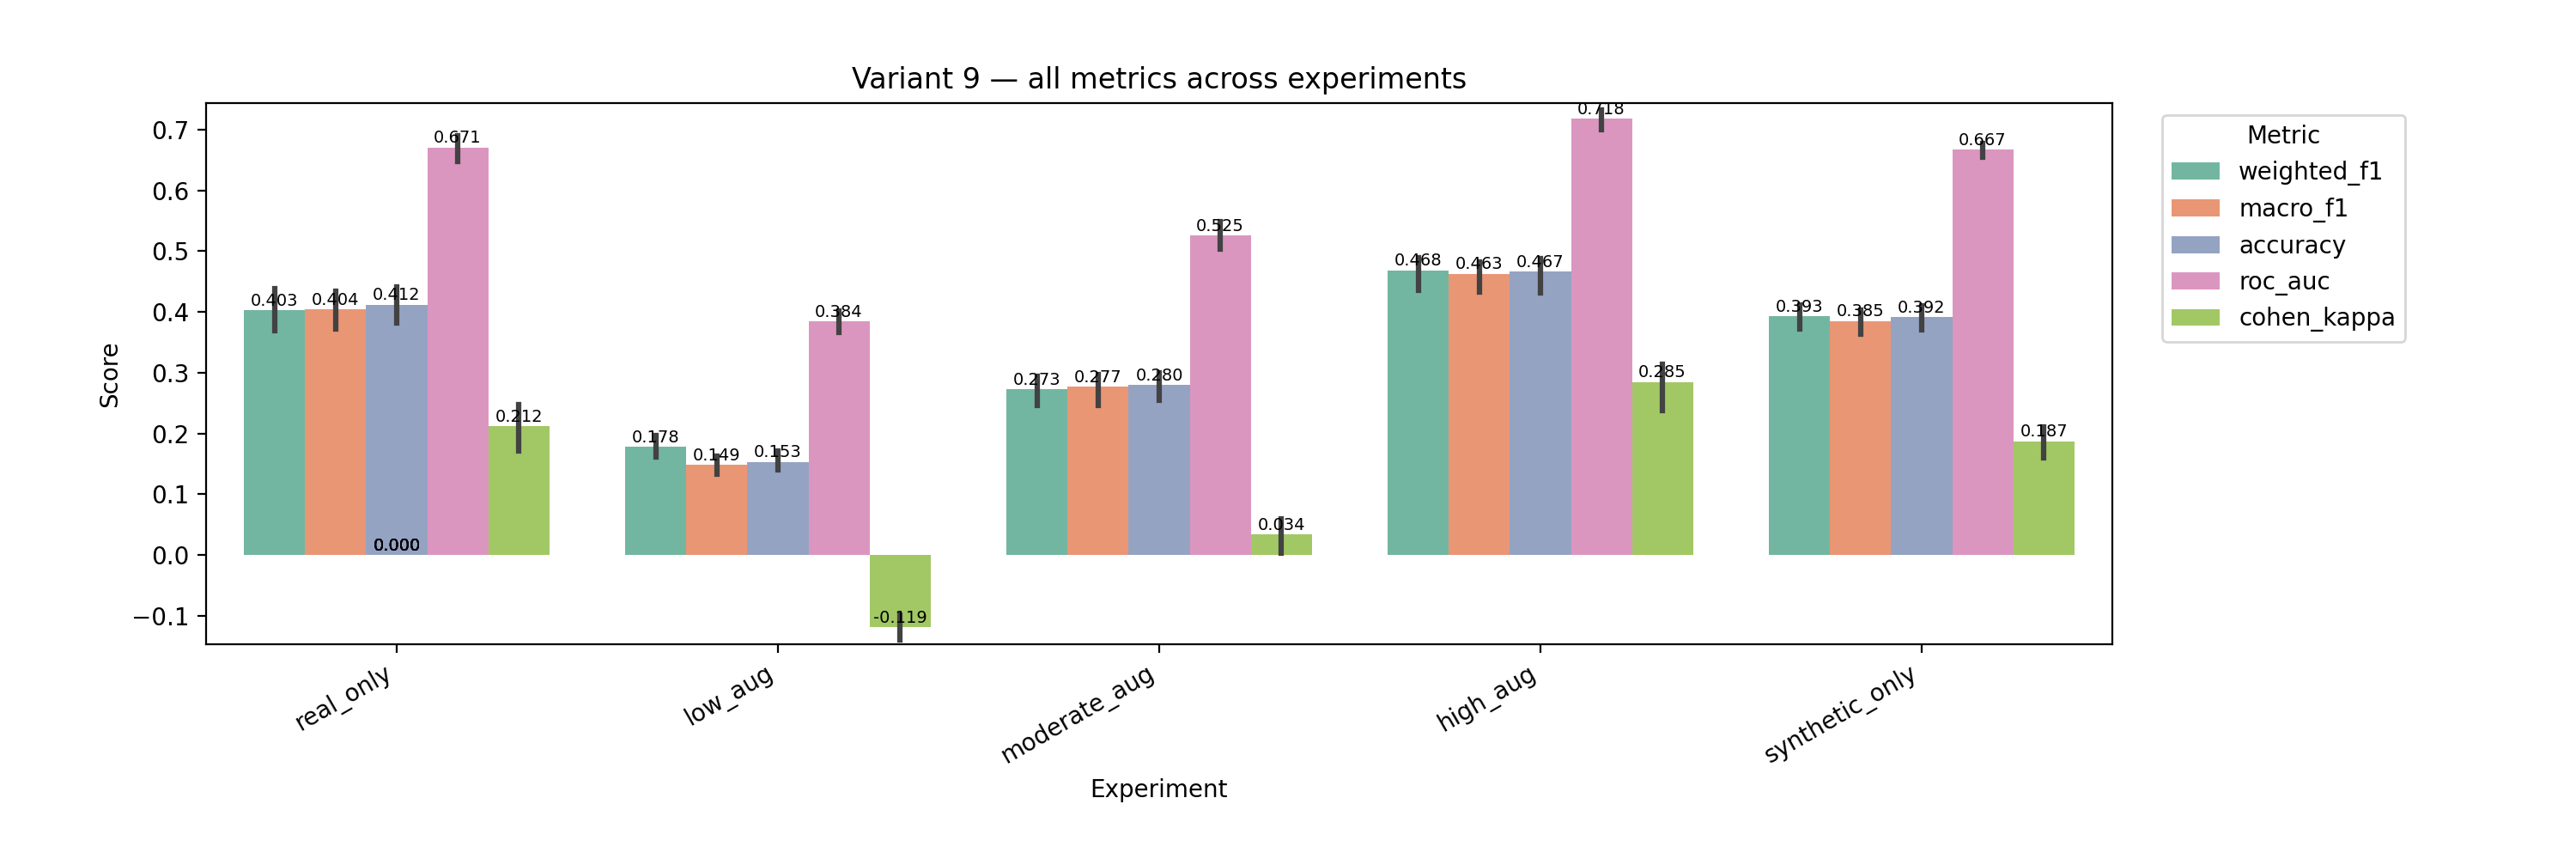 Variant 9 — all metrics across experiments
Score
0.7
0.6
0.5
0.4
0.3
0.2
0.1
0.0
−0.1
0.403
0.404
0.412
0.000
0.671
0.212
0.178
0.149
0.153
0.384
-0.119
0.273
0.277
0.280
0.525
0.034
0.468
0.463
0.467
0.718
0.285
0.393
0.385
0.392
0.667
0.187
real_only
low_aug
moderate_aug
high_aug
synthetic_only
Experiment
Metric
weighted_f1
macro_f1
accuracy
roc_auc
cohen_kappa